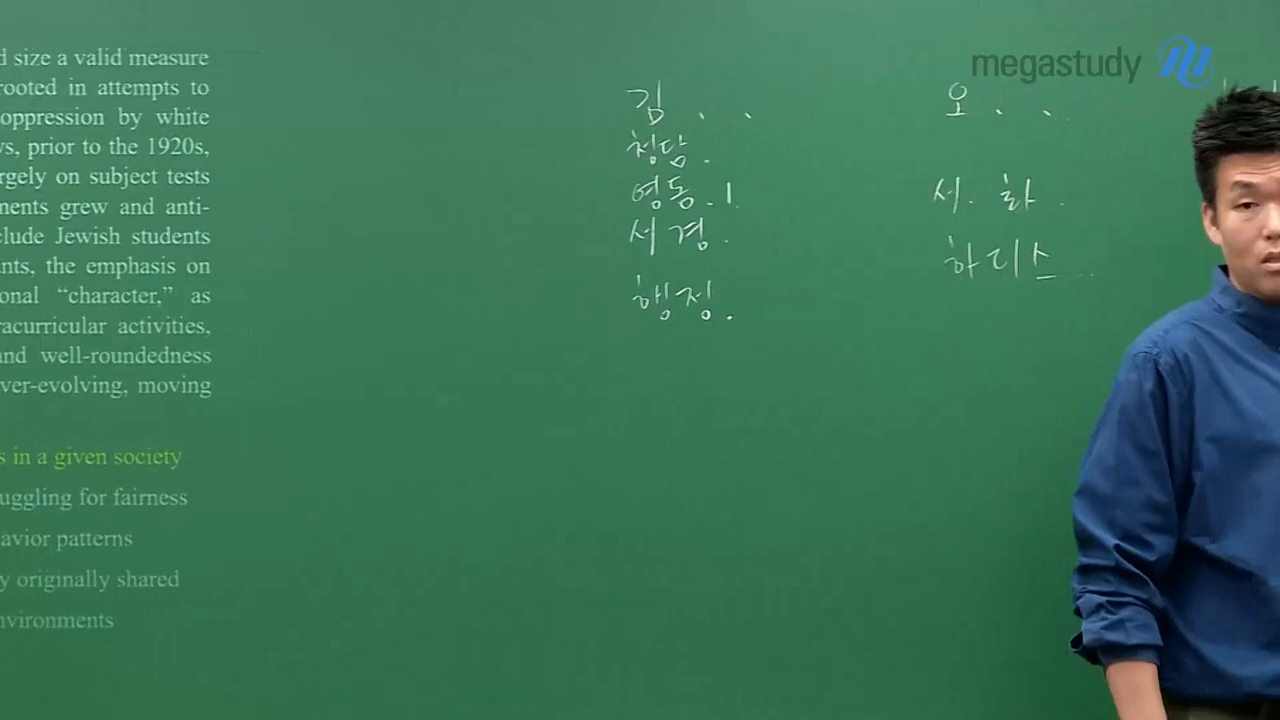 megastudy
d size a valid measure
rooted in attempts to
oppression by white
ys, prior to the 1920s,
rgely on subject tests
ments grew and anti-
clude Jewish students
nts, the emphasis on
onal “character,” as
racurricular activities,
and well-roundedness
ver-evolving, moving
s in a given society
uggling for fairness
avior patterns
y originally shared
nvironments
김 . .
청담 .
영동 . 1
서경 .
행정 .
오 . .
서 . 화 .
하디스 ...